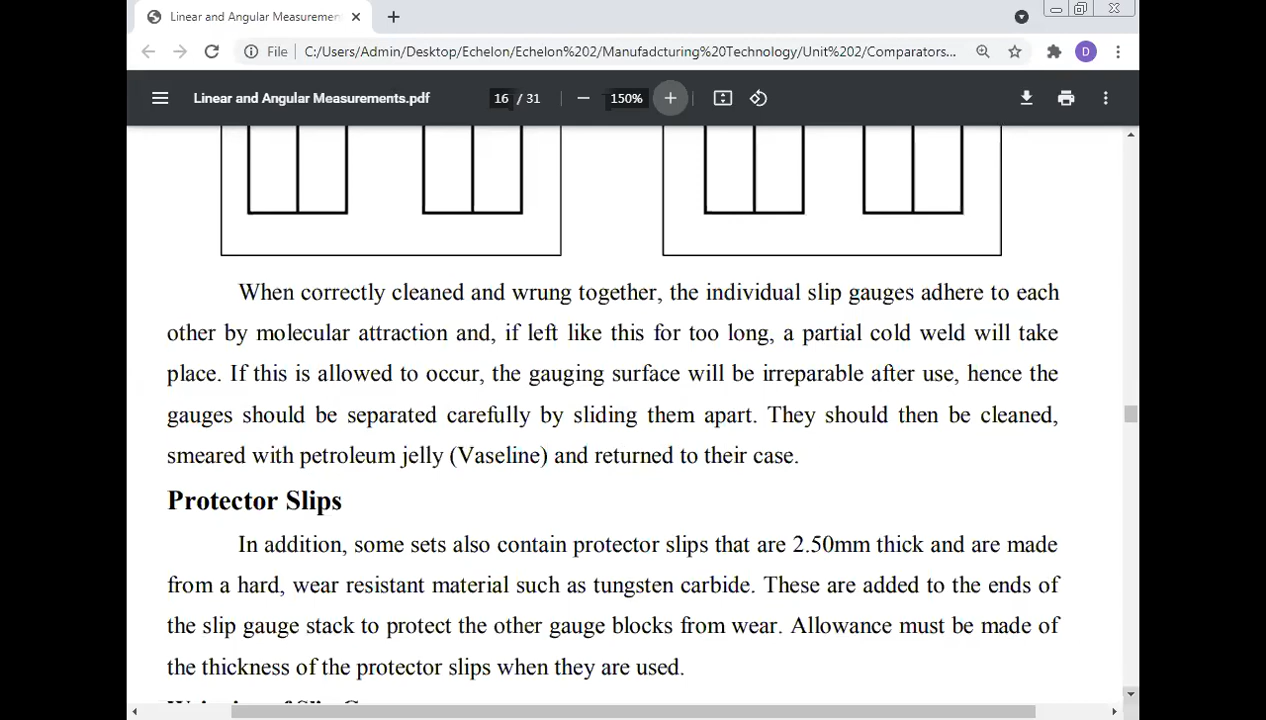 Linear and Angular Measuremen
File C:/Users/Admin/Desktop/Echelon/Echelon%202/Manufadcturing%20Technology/Unit%202/Comparators... D
Linear and Angular Measurements.pdf 16 / 31 150%
When correctly cleaned and wrung together, the individual slip gauges adhere to each
other by molecular attraction and, if left like this for too long, a partial cold weld will take
place. If this is allowed to occur, the gauging surface will be irreparable after use, hence the
gauges should be separated carefully by sliding them apart. They should then be cleaned,
smeared with petroleum jelly (Vaseline) and returned to their case.
Protector Slips
In addition, some sets also contain protector slips that are 2.50mm thick and are made
from a hard, wear resistant material such as tungsten carbide. These are added to the ends of
the slip gauge stack to protect the other gauge blocks from wear. Allowance must be made of
the thickness of the protector slips when they are used.